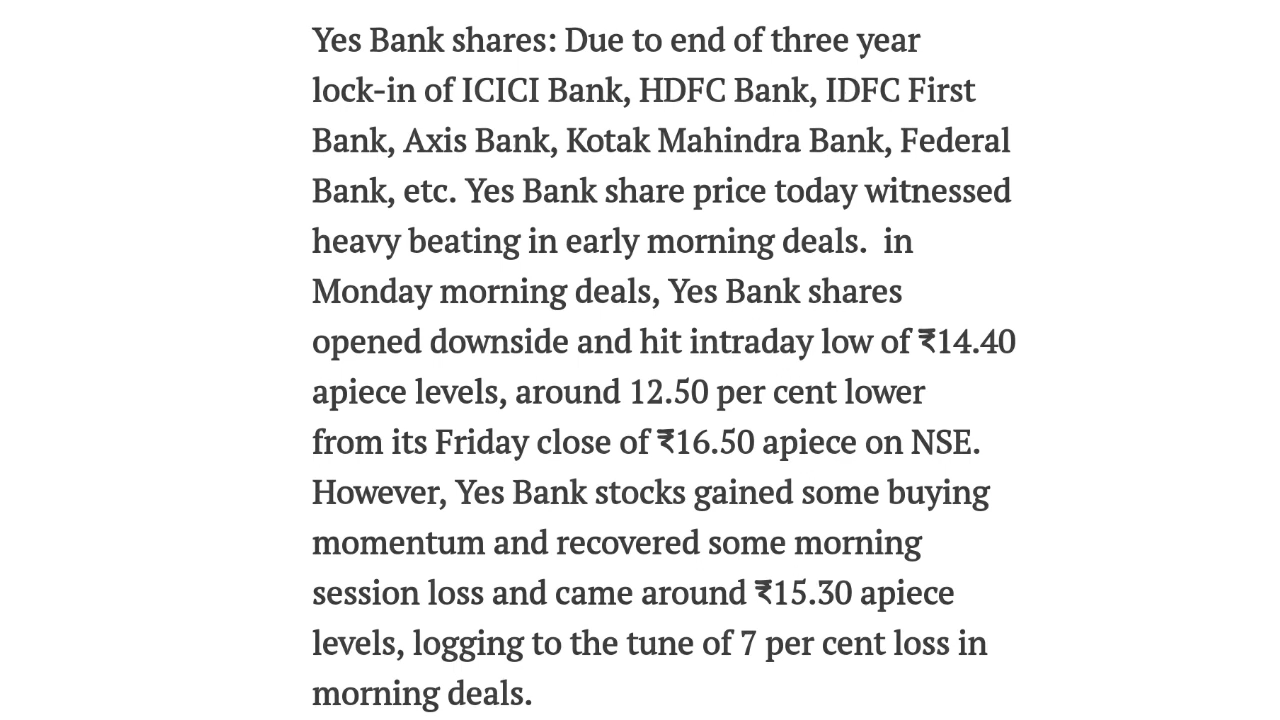 Yes Bank shares: Due to end of three year
lock-in of ICICI Bank, HDFC Bank, IDFC First
Bank, Axis Bank, Kotak Mahindra Bank, Federal
Bank, etc. Yes Bank share price today witnessed
heavy beating in early morning deals.  in
Monday morning deals, Yes Bank shares
opened downside and hit intraday low of ₹14.40
apiece levels, around 12.50 per cent lower
from its Friday close of ₹16.50 apiece on NSE.
However, Yes Bank stocks gained some buying
momentum and recovered some morning
session loss and came around ₹15.30 apiece
levels, logging to the tune of 7 per cent loss in
morning deals.